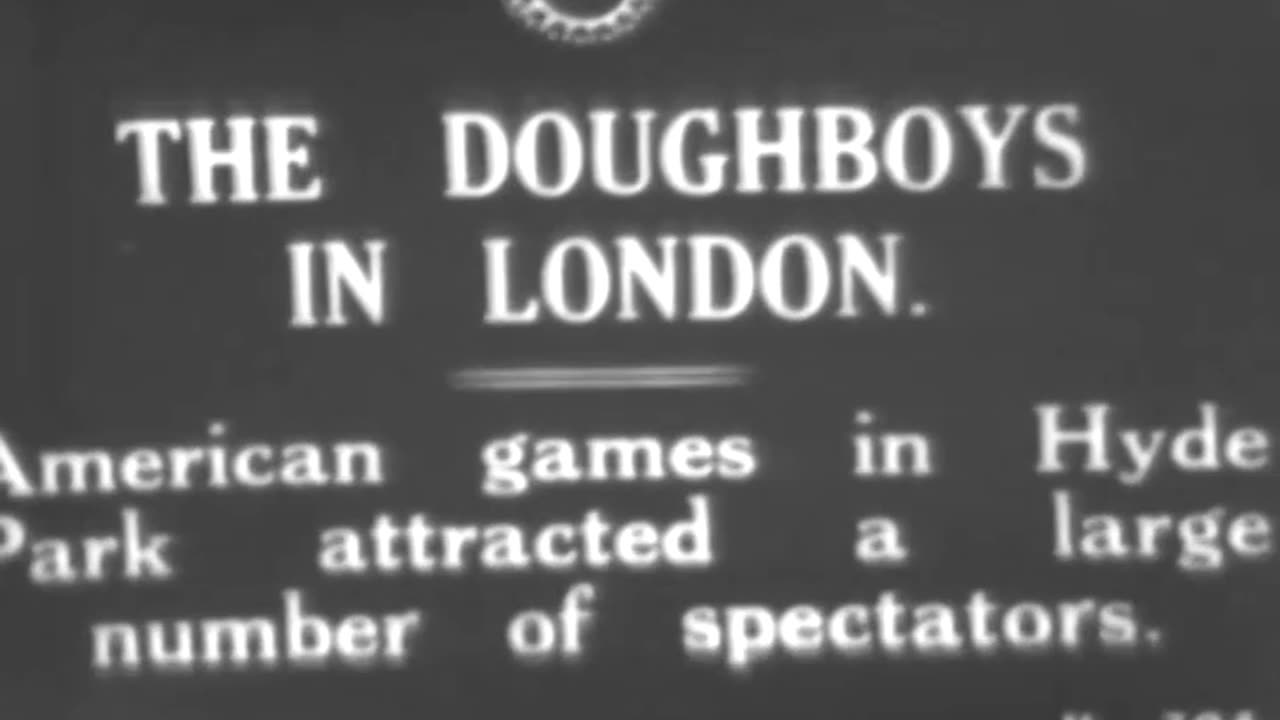 THE DOUGHBOYS
IN LONDON.
American games in Hyde
Park attracted a large
number of spectators.